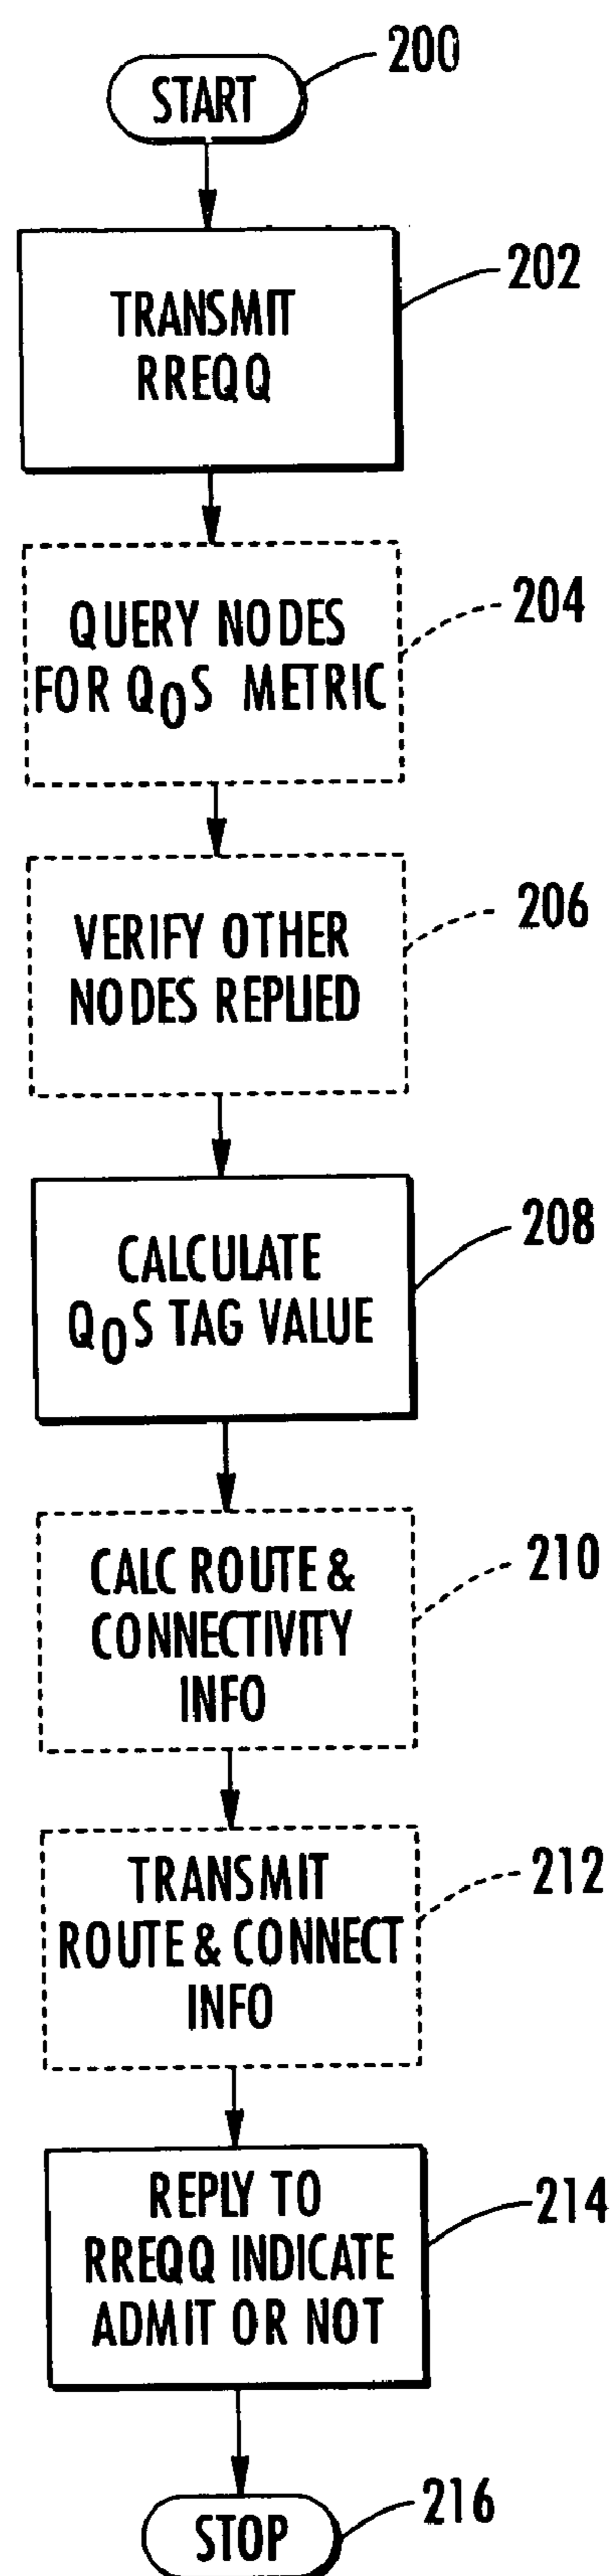 START
200
TRANSMIT
RREQQ
202
QUERY NODES
FOR QoS METRIC
204
VERIFY OTHER
NODES REPLIED
206
CALCULATE
QoS TAG VALUE
208
CALC ROUTE &
CONNECTIVITY
INFO
210
TRANSMIT
ROUTE & CONNECT
INFO
212
REPLY TO
RREQQ INDICATE
ADMIT OR NOT
214
STOP
216